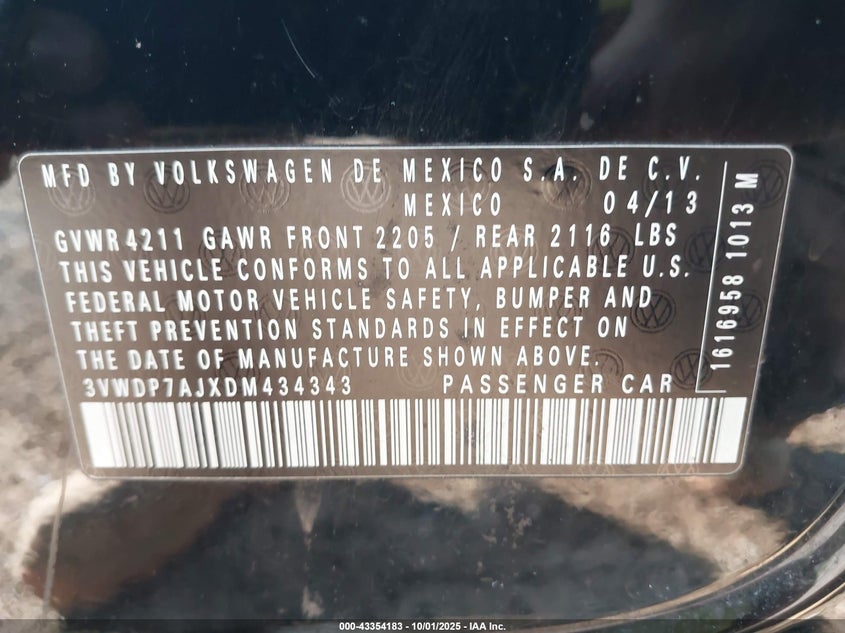 MFD BY VOLKSWAGEN DE MEXICO S.A. DE C.V.
MEXICO 04/13
GVWR 4211 GAWR FRONT 2205 / REAR 2116 LBS
THIS VEHICLE CONFORMS TO ALL APPLICABLE U.S.
FEDERAL MOTOR VEHICLE SAFETY, BUMPER AND
THEFT PREVENTION STANDARDS IN EFFECT ON
THE DATE OF MANUFACTURE SHOWN ABOVE.
3VWDP7AJXDM434343 PASSENGER CAR
1616958 1013 M
000-43354183 - 10/01/2025 - IAA Inc.